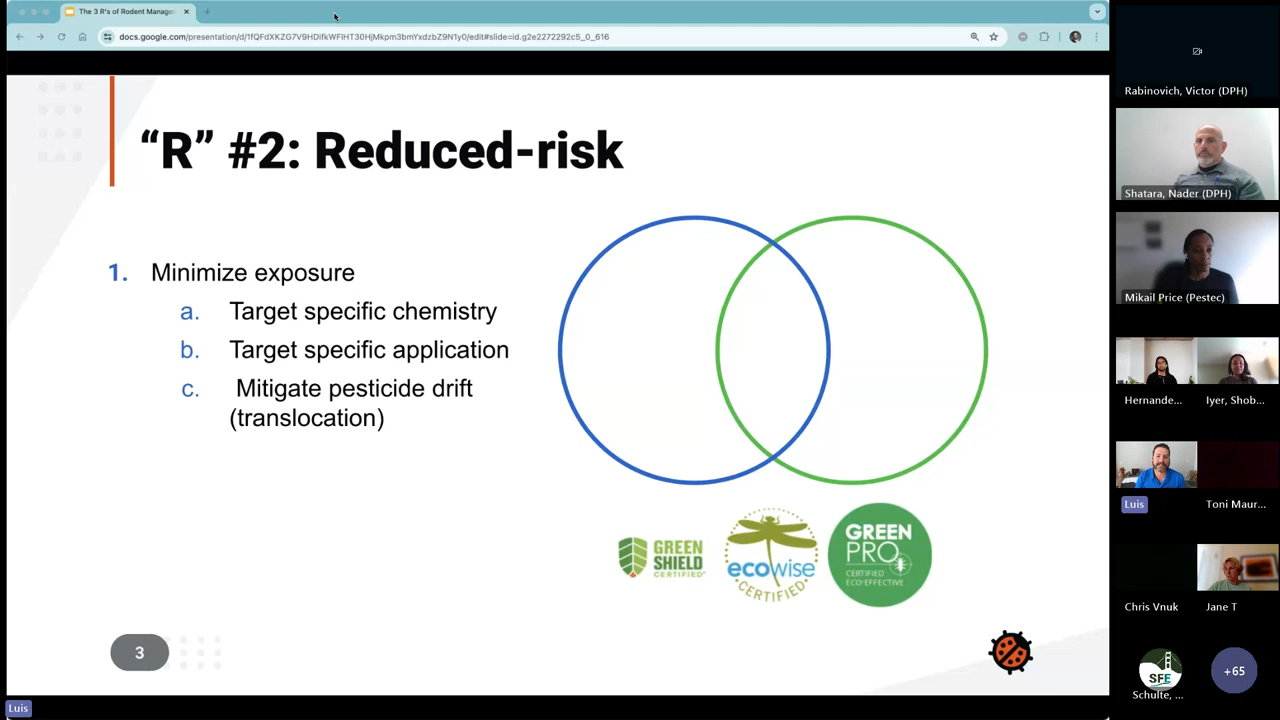 The 3 R's of Rodent Manage
docs.google.com/presentation/d/1fQFdXKZG7V9HDlfkWFIHT30HjMkpm3bmYxdzbZ9N1y0/edit#slide=id.g2e2272292c5_0_616
“R” #2: Reduced-risk
1. Minimize exposure
a. Target specific chemistry
b. Target specific application
c. Mitigate pesticide drift
(translocation)
GREEN
SHIELD
CERTIFIED
ecowise
CERTIFIED
GREEN
PRO
CERTIFIED
ECO-EFFECTIVE
3
Luis
Rabinovich, Victor (DPH)
Shatara, Nader (DPH)
Mikail Price (Pestec)
Hernande...
Iyer, Shob...
Luis
Toni Maur...
Chris Vnuk
Jane T
SFE
Schulte, ...
+65